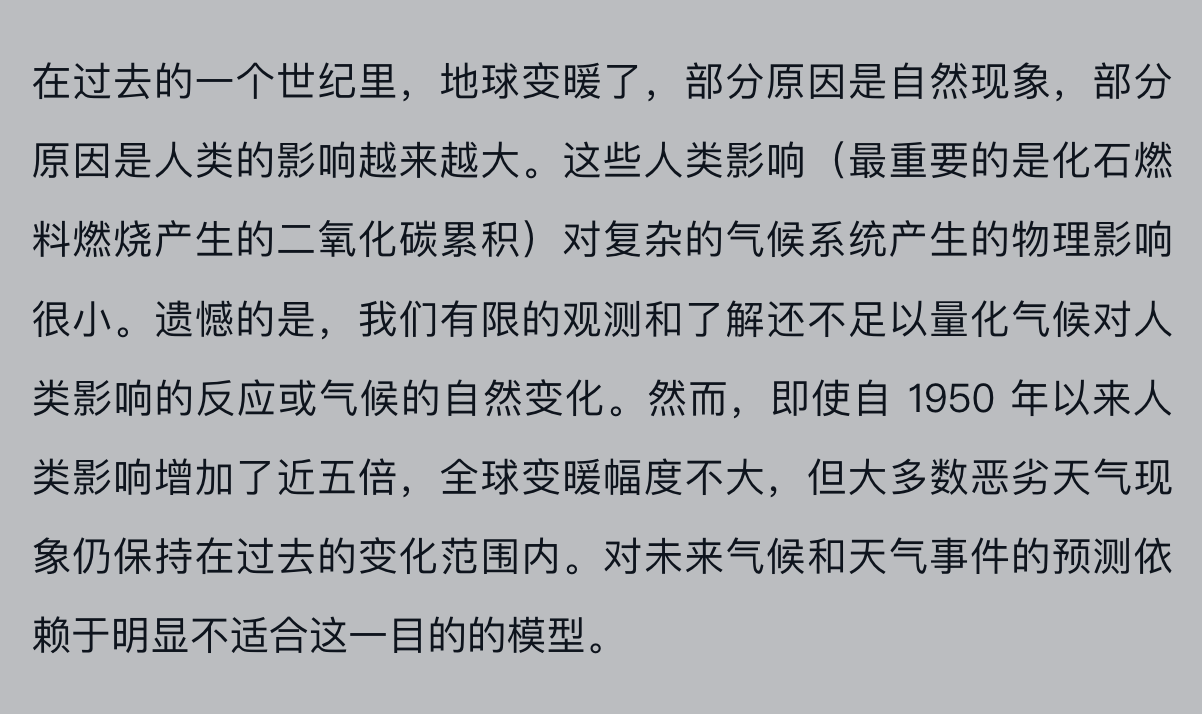 在过去的一个世纪里，地球变暖了，部分原因是自然现象，部分
原因是人类的影响越来越大。这些人类影响（最重要的是化石燃
料燃烧产生的二氧化碳累积）对复杂的气候系统产生的物理影响
很小。遗憾的是，我们有限的观测和了解还不足以量化气候对人
类影响的反应或气候的自然变化。然而，即使自 1950 年以来人
类影响增加了近五倍，全球变暖幅度不大，但大多数恶劣天气现
象仍保持在过去的变化范围内。对未来气候和天气事件的预测依
赖于明显不适合这一目的的模型。